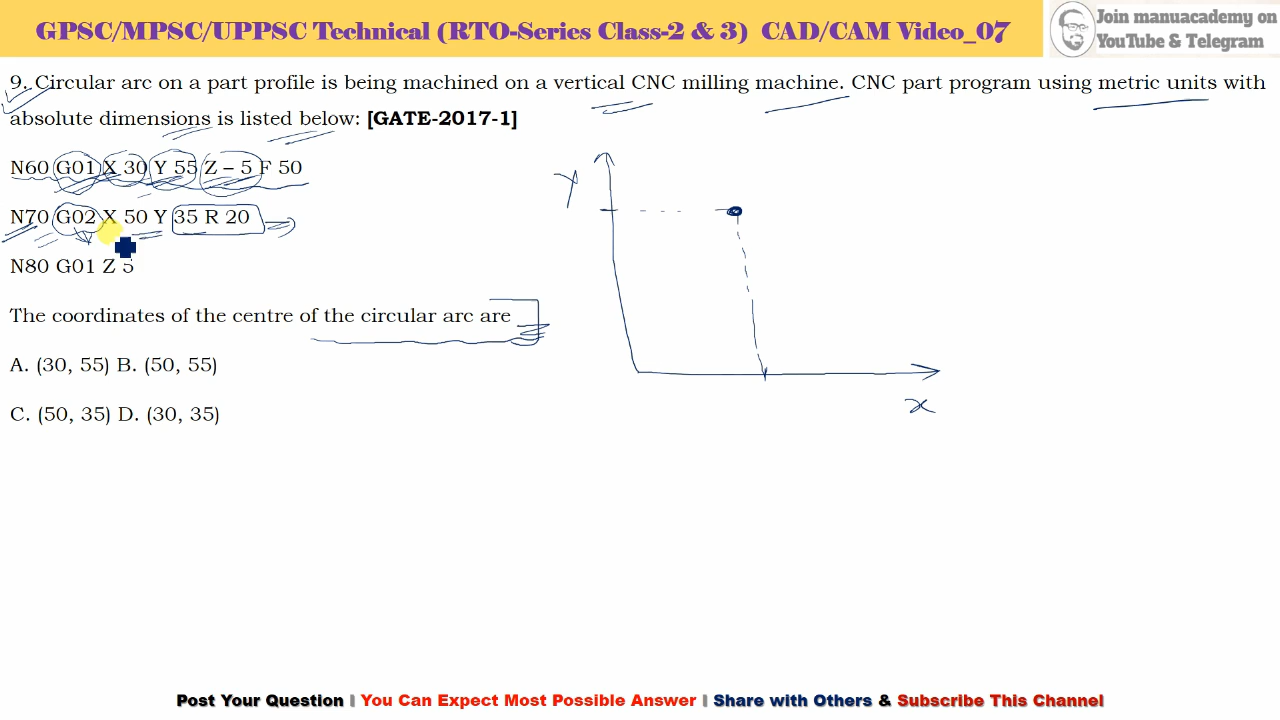 GPSC/MPSC/UPPSC Technical (RTO-Series Class-2 & 3) CAD/CAM Video_07
Join manuacademy on
YouTube & Telegram
9. Circular arc on a part profile is being machined on a vertical CNC milling machine. CNC part program using metric units with
absolute dimensions is listed below: [GATE-2017-1]
N60 G01 X 30 Y 55 Z – 5 F 50
N70 G02 X 50 Y 35 R 20
N80 G01 Z 5
The coordinates of the centre of the circular arc are
A. (30, 55) B. (50, 55)
C. (50, 35) D. (30, 35)
Y
x
Post Your Question | You Can Expect Most Possible Answer | Share with Others & Subscribe This Channel